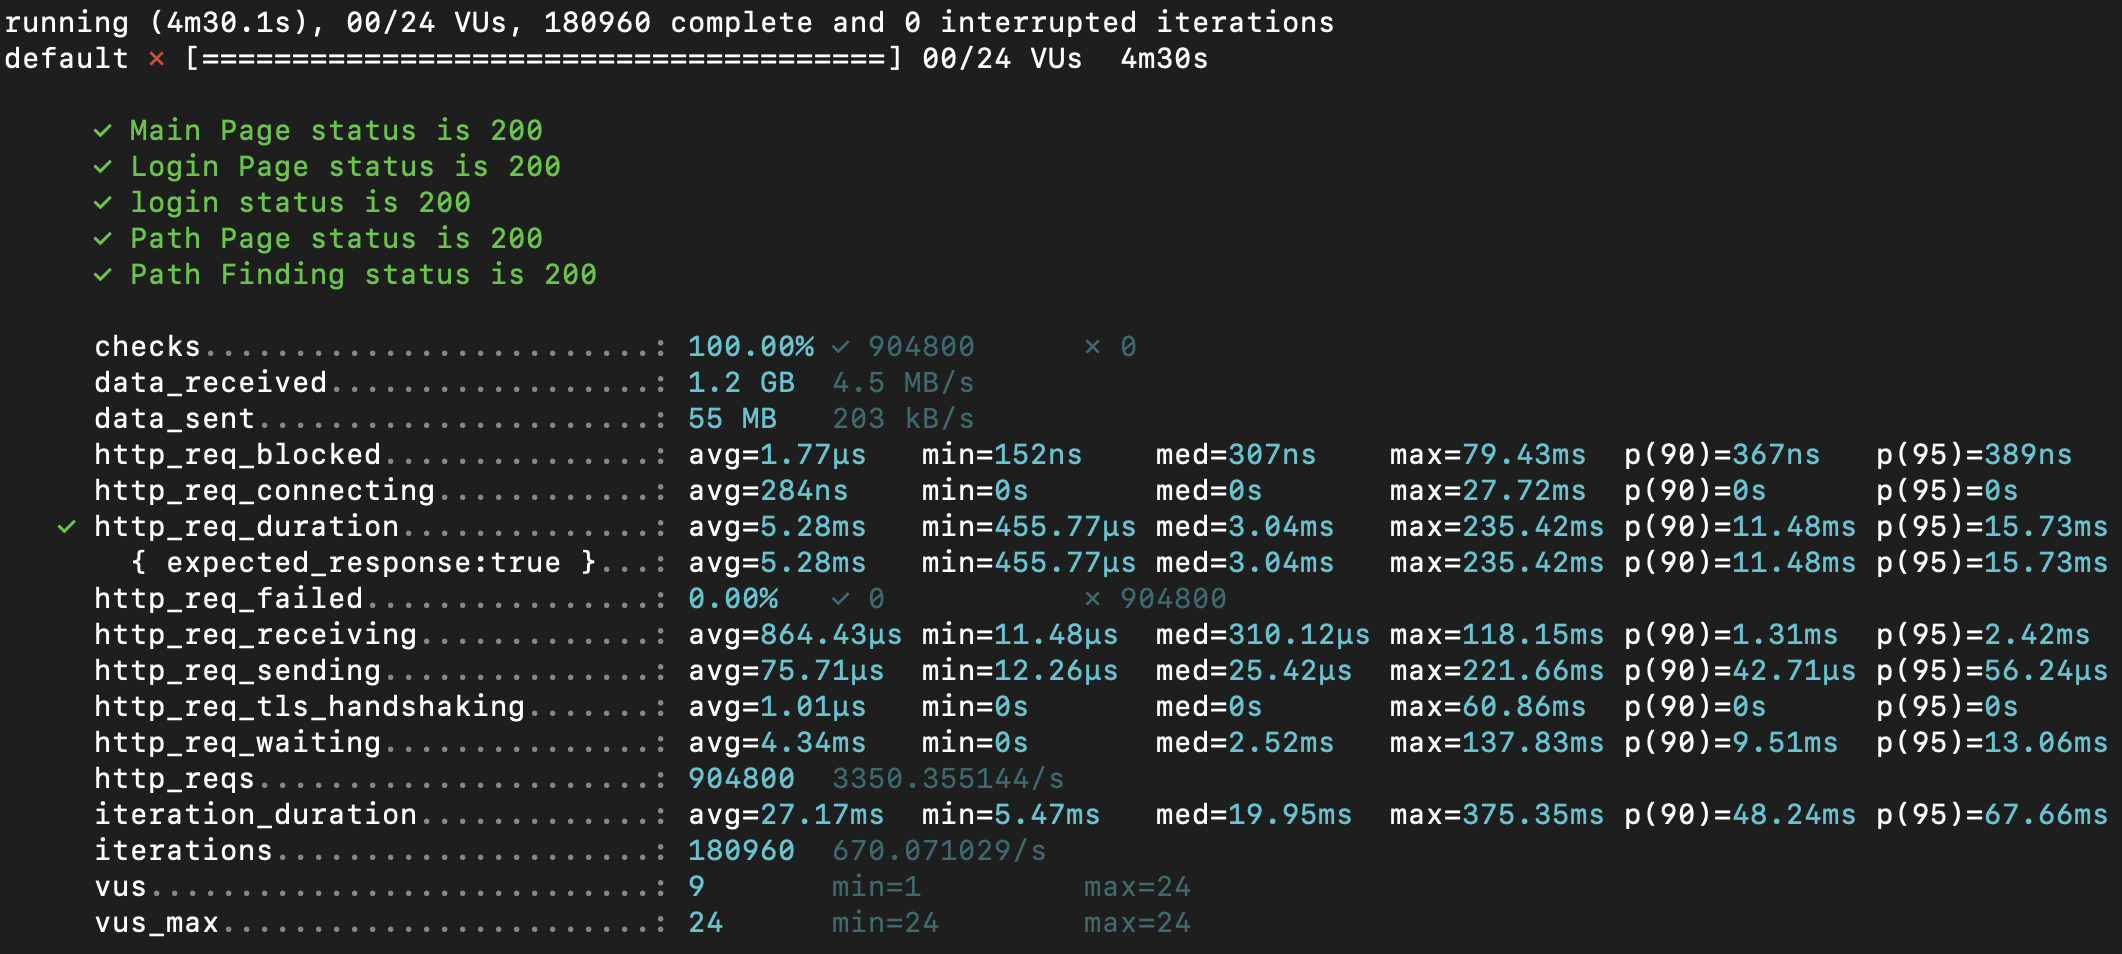 running (4m30.1s), 00/24 VUs, 180960 complete and 0 interrupted iterations
default × [======================================] 00/24 VUs  4m30s

     ✓ Main Page status is 200
     ✓ Login Page status is 200
     ✓ login status is 200
     ✓ Path Page status is 200
     ✓ Path Finding status is 200

     checks.........................: 100.00% ✓ 904800      × 0
     data_received..................: 1.2 GB  4.5 MB/s
     data_sent......................: 55 MB   203 kB/s
     http_req_blocked...............: avg=1.77µs   min=152ns    med=307ns    max=79.43ms  p(90)=367ns   p(95)=389ns
     http_req_connecting............: avg=284ns    min=0s       med=0s       max=27.72ms  p(90)=0s      p(95)=0s
   ✓ http_req_duration..............: avg=5.28ms   min=455.77µs med=3.04ms   max=235.42ms p(90)=11.48ms p(95)=15.73ms
       { expected_response:true }...: avg=5.28ms   min=455.77µs med=3.04ms   max=235.42ms p(90)=11.48ms p(95)=15.73ms
     http_req_failed................: 0.00%   ✓ 0           × 904800
     http_req_receiving.............: avg=864.43µs min=11.48µs  med=310.12µs max=118.15ms p(90)=1.31ms  p(95)=2.42ms
     http_req_sending...............: avg=75.71µs  min=12.26µs  med=25.42µs  max=221.66ms p(90)=42.71µs p(95)=56.24µs
     http_req_tls_handshaking.......: avg=1.01µs   min=0s       med=0s       max=60.86ms  p(90)=0s      p(95)=0s
     http_req_waiting...............: avg=4.34ms   min=0s       med=2.52ms   max=137.83ms p(90)=9.51ms  p(95)=13.06ms
     http_reqs......................: 904800  3350.355144/s
     iteration_duration.............: avg=27.17ms  min=5.47ms   med=19.95ms  max=375.35ms p(90)=48.24ms p(95)=67.66ms
     iterations.....................: 180960  670.071029/s
     vus............................: 9       min=1         max=24
     vus_max........................: 24      min=24        max=24